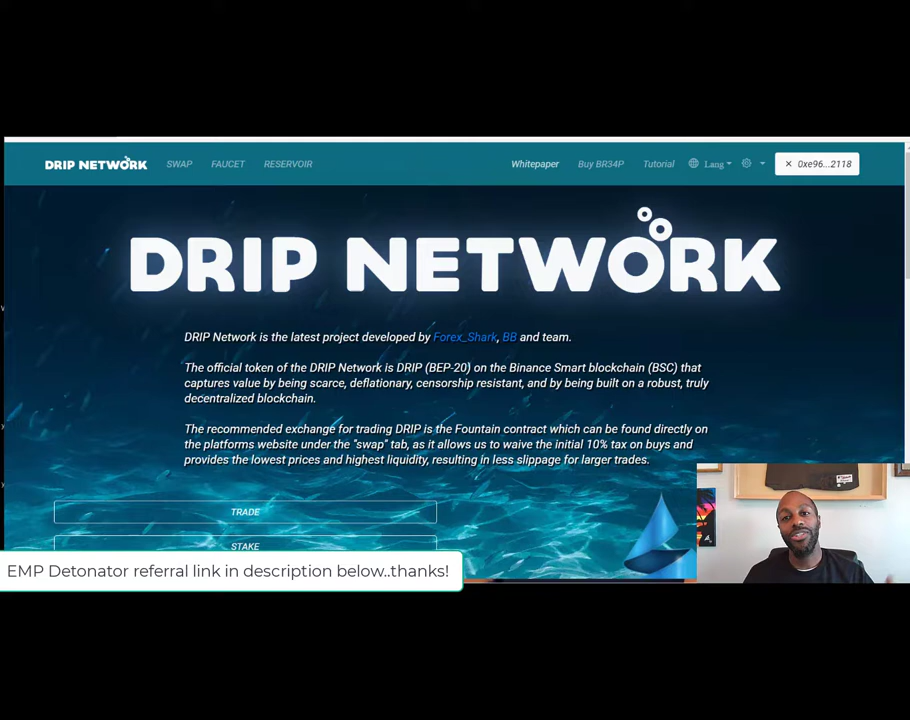 DRIP NETWORK SWAP FAUCET RESERVOIR Whitepaper Buy BR34P Tutorial Lang × 0xe96...2118
DRIP NETWORK
DRIP Network is the latest project developed by Forex_Shark, BB and team.
The official token of the DRIP Network is DRIP (BEP-20) on the Binance Smart blockchain (BSC) that
captures value by being scarce, deflationary, censorship resistant, and by being built on a robust, truly
decentralized blockchain.
The recommended exchange for trading DRIP is the Fountain contract which can be found directly on
the platforms website under the "swap" tab, as it allows us to waive the initial 10% tax on buys and
provides the lowest prices and highest liquidity, resulting in less slippage for larger trades.
TRADE
STAKE
EMP Detonator referral link in description below..thanks!